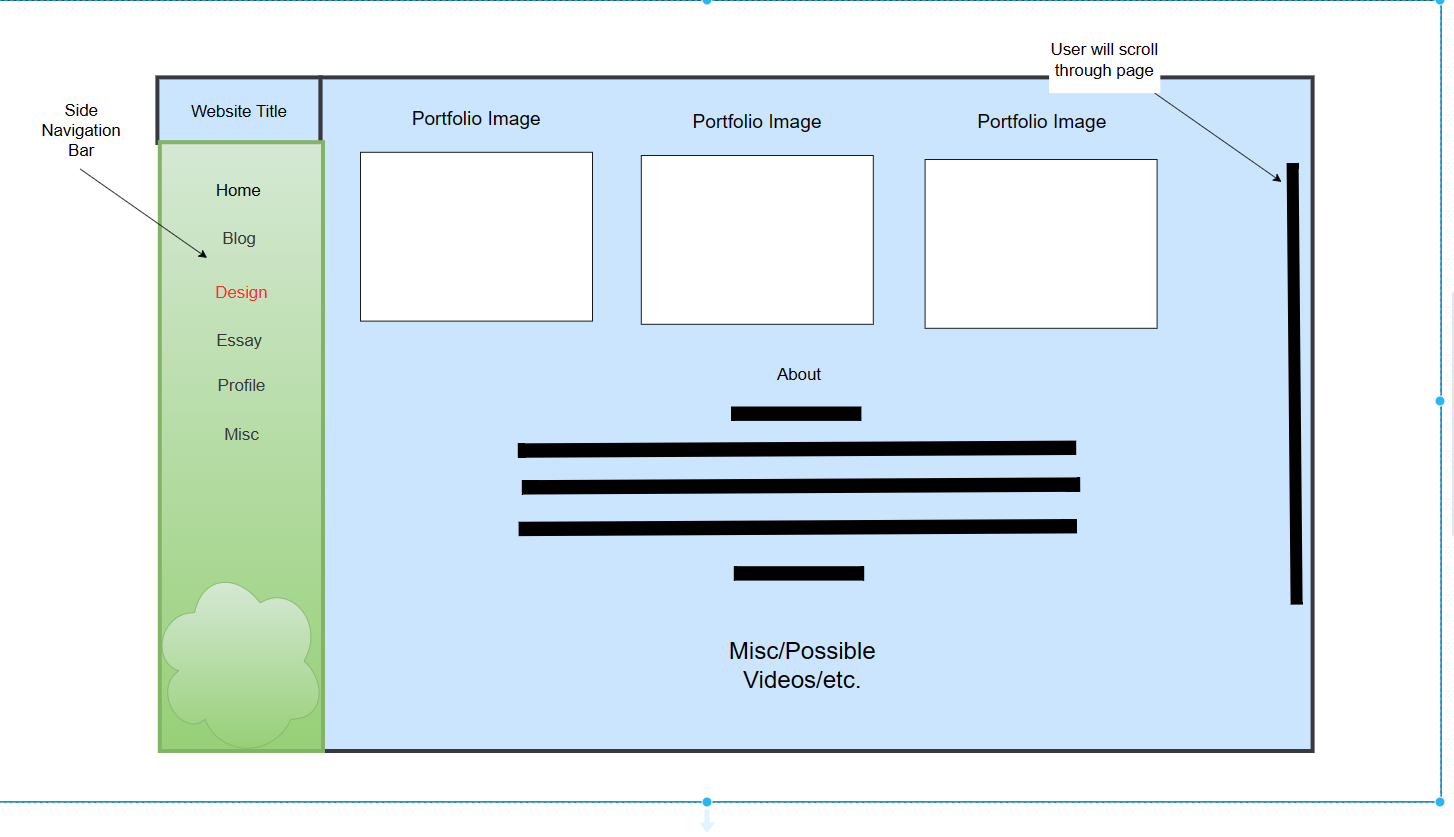 User will scroll
through page
Side
Navigation
Bar
Website Title
Home
Blog
Design
Essay
Profile
Misc
Portfolio Image
Portfolio Image
Portfolio Image
About
Misc/Possible
Videos/etc.